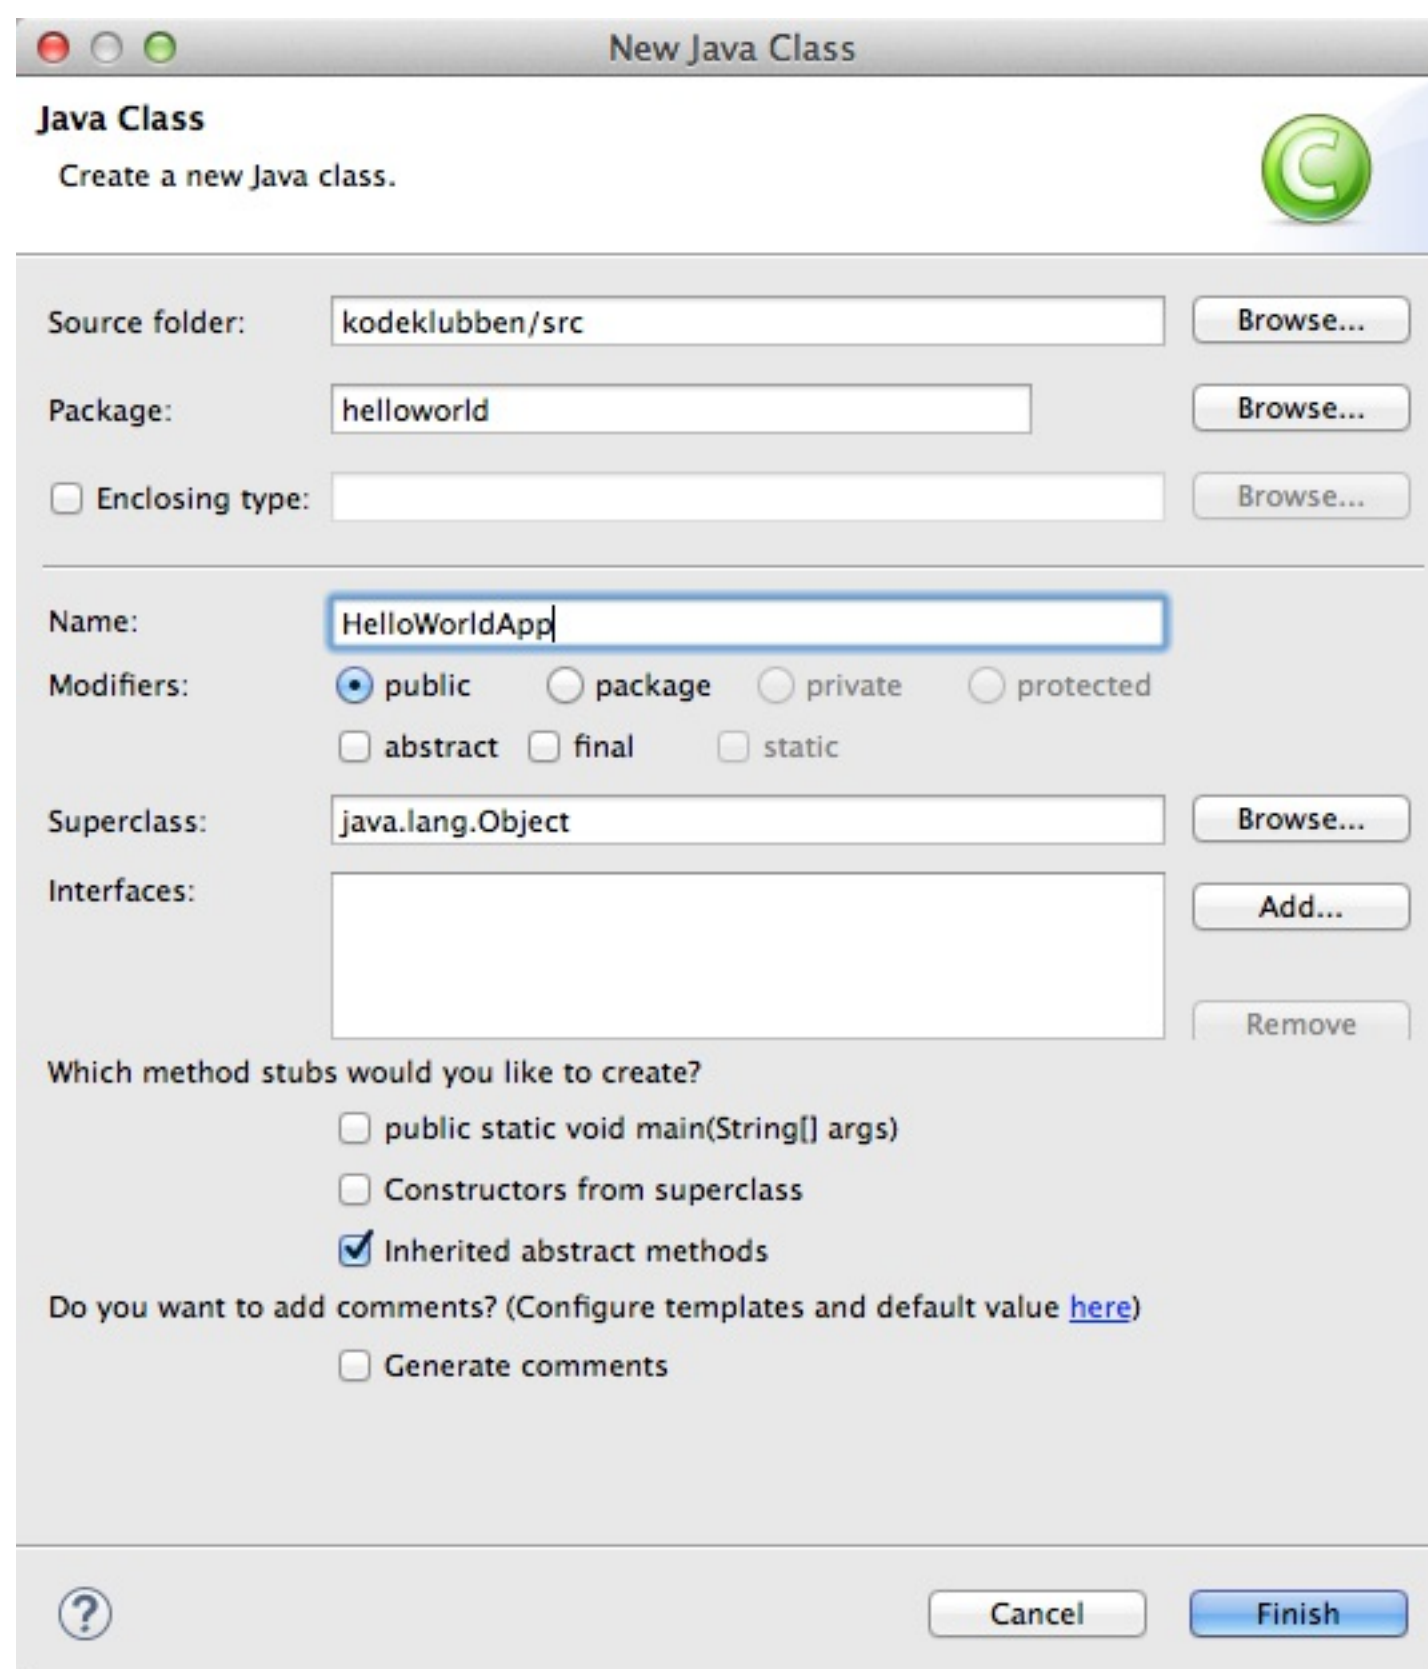 New Java Class
Java Class
Create a new Java class.
C
Source folder: kodeklubben/src Browse...
Package: helloworld Browse...
Enclosing type: Browse...
Name: HelloWorldApp
Modifiers: public package private protected
abstract final static
Superclass: java.lang.Object Browse...
Interfaces: Add...
Remove
Which method stubs would you like to create?
public static void main(String[] args)
Constructors from superclass
Inherited abstract methods
Do you want to add comments? (Configure templates and default value here)
Generate comments
? Cancel Finish